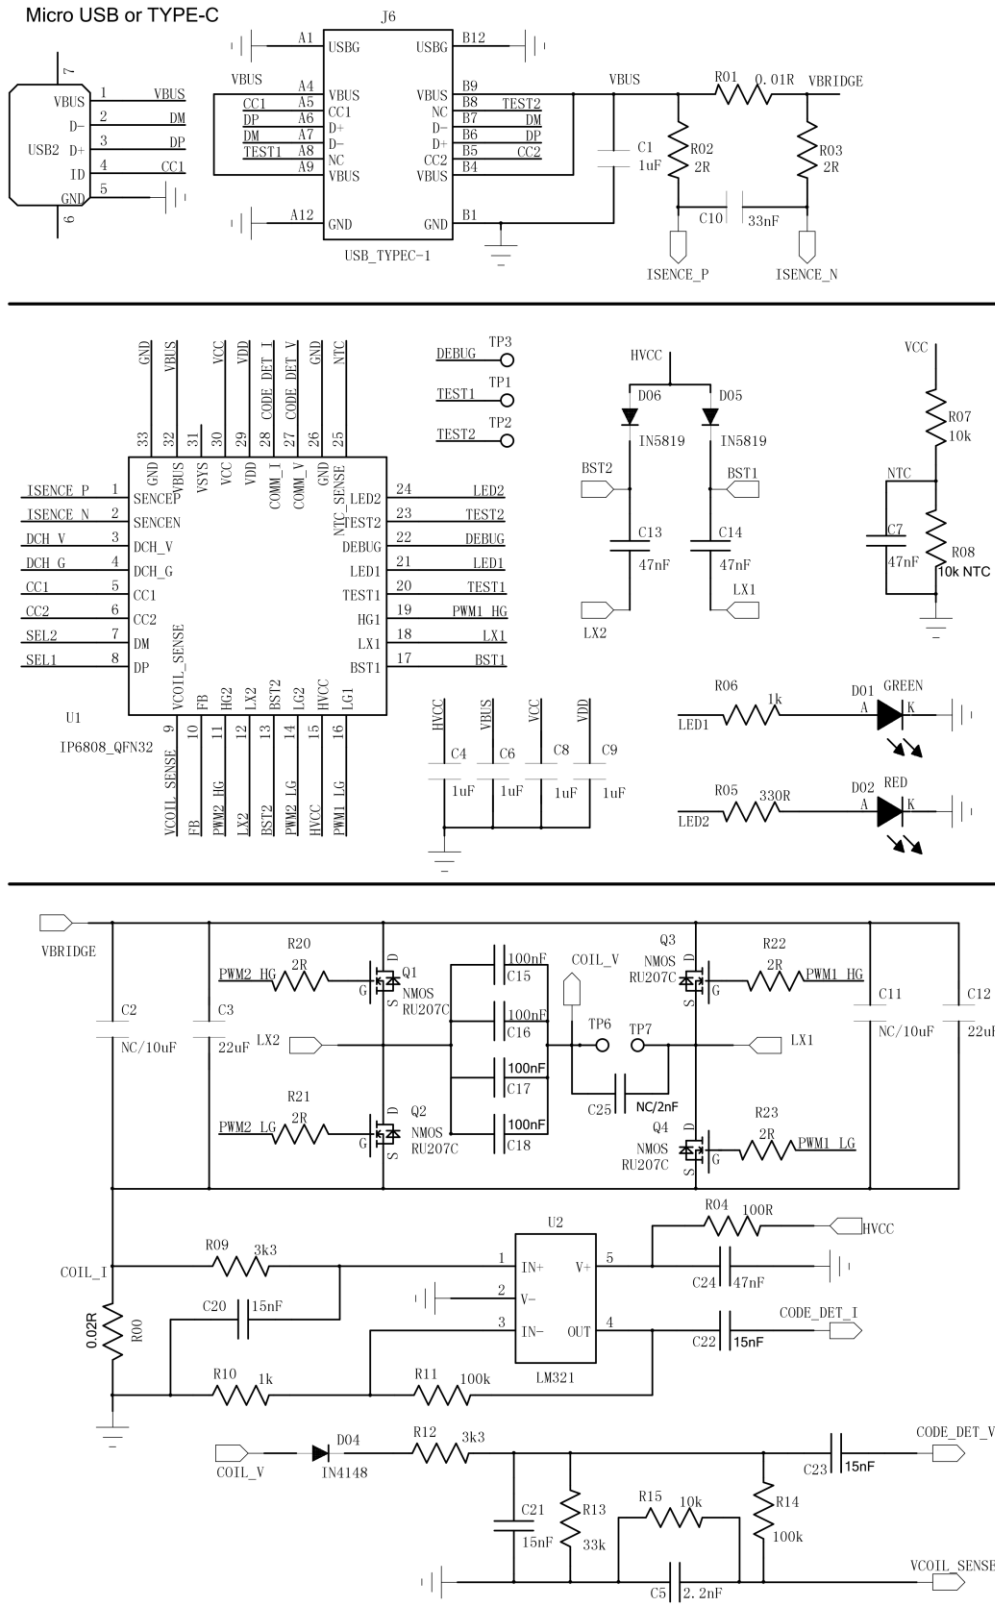 Micro USB or TYPE-C
J6
A1 USBG USBG B12
VBUS VBUS
A4 VBUS VBUS B9
CC1 A5 CC1 NC B8 TEST2
DP A6 D+ D- B7 DM
DM A7 D- D+ B6 DP
TEST1 A8 NC CC2 B5 CC2
A9 VBUS VBUS B4
A12 GND GND B1
USB_TYPEC-1
7
VBUS 1 VBUS
D- 2 DM
USB2 D+ 3 DP
ID 4 CC1
GND 5
6
C1
1uF
R01 0.01R VBRIDGE
R02
2R
R03
2R
C10 33nF
ISENCE_P ISENCE_N
GND VBUS VCC VDD CODE_DET_I CODE_DET_V GND NTC
33 32 31 30 29 28 27 26 25
GND VBUS VSYS VCC VDD COMM_I COMM_V GND NTC_SENSE
ISENCE_P 1 SENCEP LED2 24 LED2
ISENCE_N 2 SENCEN TEST2 23 TEST2
DCH_V 3 DCH_V DEBUG 22 DEBUG
DCH_G 4 DCH_G LED1 21 LED1
CC1 5 CC1 TEST1 20 TEST1
CC2 6 CC2 HG1 19 PWM1_HG
SEL2 7 DM LX1 18 LX1
SEL1 8 DP BST1 17 BST1
VCOIL_SENSE FB HG2 LX2 BST2 LG2 HVCC LG1
9 10 11 12 13 14 15 16
VCOIL_SENSE FB PWM2_HG LX2 BST2 PWM2_LG HVCC PWM1_LG
U1
IP6808_QFN32
DEBUG TP3
TEST1 TP1
TEST2 TP2
HVCC
D06 D05
IN5819 IN5819
BST2 BST1
C13 C14
47nF 47nF
LX2 LX1
VCC
R07
10k
NTC
C7
47nF
R08
10k NTC
HVCC VBUS VCC VDD
C4 C6 C8 C9
1uF 1uF 1uF 1uF
R06 1k D01 GREEN
LED1 A K
R05 330R D02 RED
LED2 A K
VBRIDGE
C2
NC/10uF
C3
22uF
R20
PWM2_HG 2R
G D S
Q1
NMOS
RU207C
LX2
R21
PWM2_LG 2R
G D S
Q2
NMOS
RU207C
100nF
C15
100nF
C16
100nF
C17
100nF
C18
COIL_V
TP6 TP7
C25 NC/2nF
Q3
NMOS
RU207C
D S G
R22
2R PWM1_HG
LX1
Q4
NMOS
RU207C
D S G
R23
2R PWM1_LG
C11
NC/10uF
C12
COIL_I
R09 3k3
C20 15nF
0.02R R00
R10 1k
R11 100k
U2
1 IN+ V+ 5
2 V-
3 IN- OUT 4
LM321
R04 100R HVCC
C24 47nF
C22 15nF CODE_DET_I
COIL_V
D04
IN4148
R12 3k3
C21
15nF
R13
33k
R15 10k
C5 2.2nF
R14
100k
C23 15nF
CODE_DET_V
VCOIL_SENSE